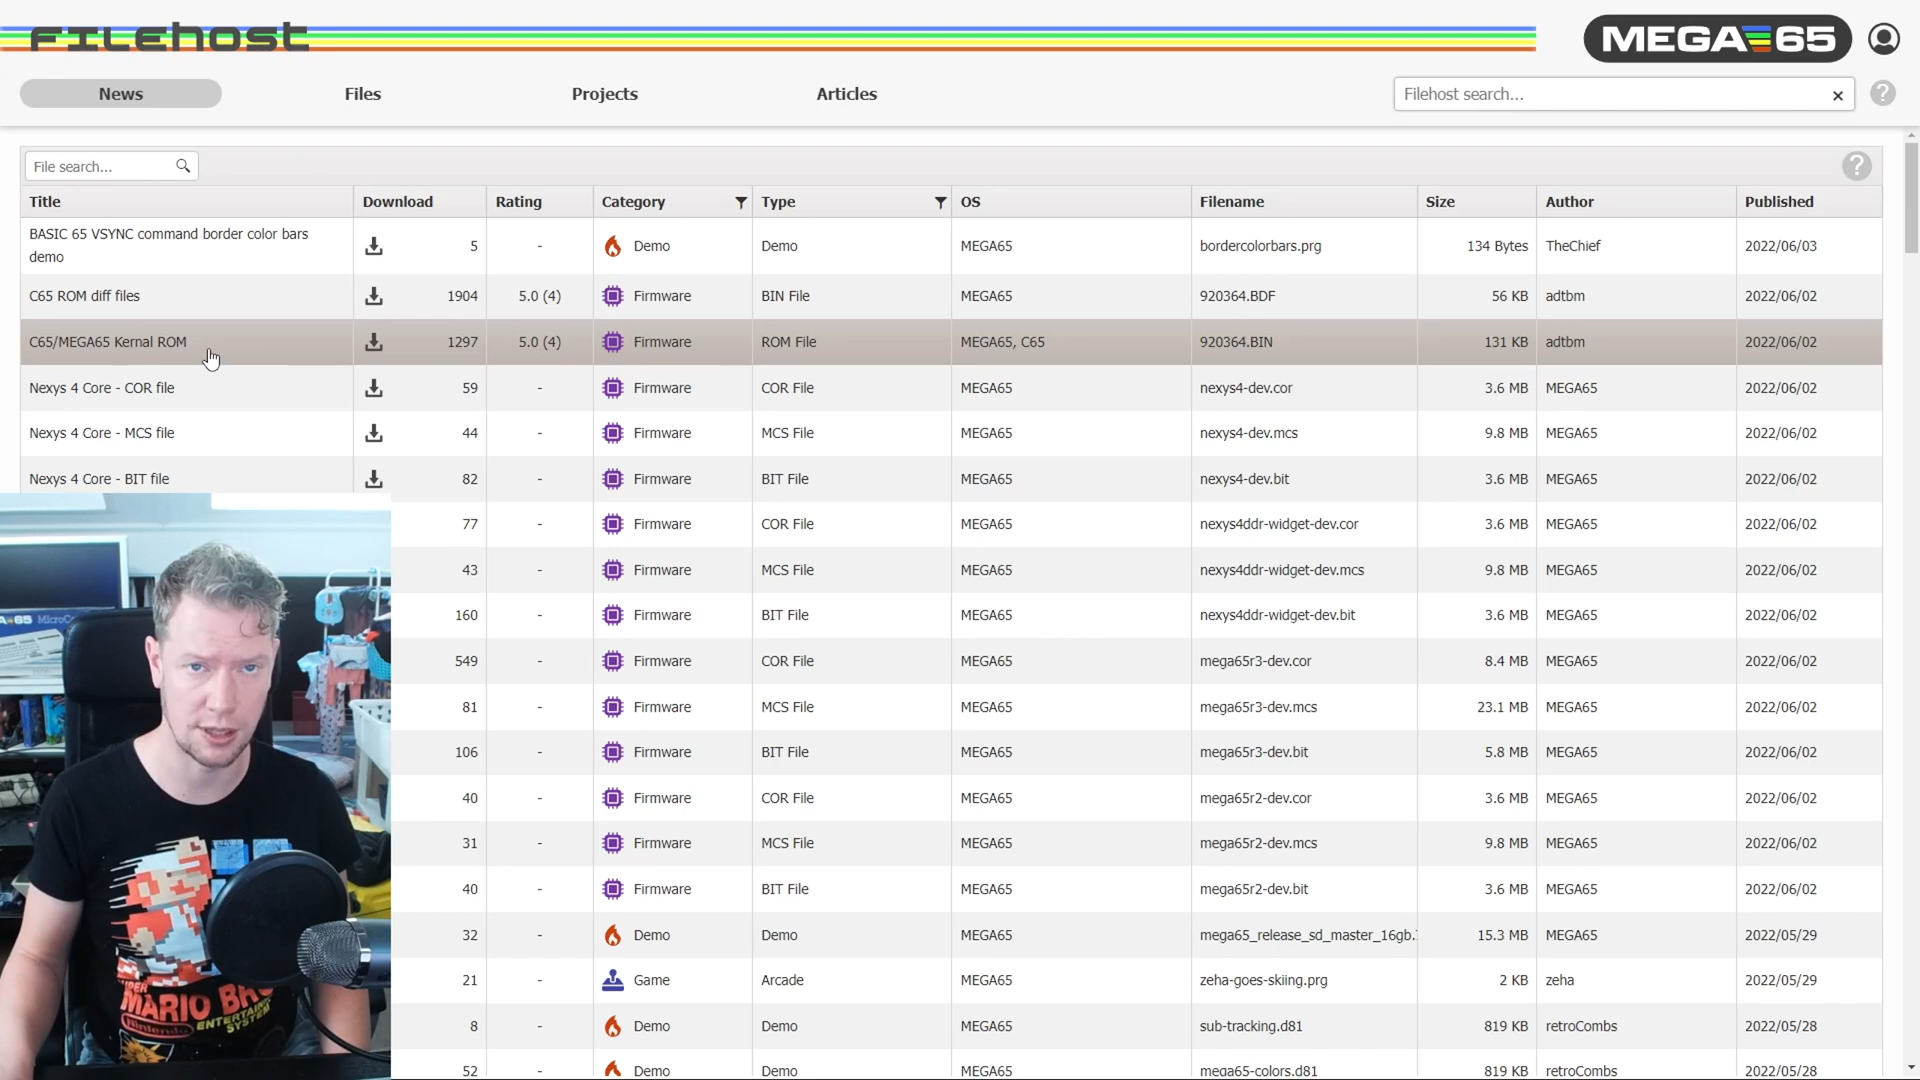 FILEHOST
MEGA65
News Files Projects Articles Filehost search... × ?
File search... ?
Title Download Rating Category Type OS Filename Size Author Published
BASIC 65 VSYNC command border color bars
demo
5 - Demo Demo MEGA65 bordercolorbars.prg 134 Bytes TheChief 2022/06/03
C65 ROM diff files 1904 5.0 (4) Firmware BIN File MEGA65 920364.BDF 56 KB adtbm 2022/06/02
C65/MEGA65 Kernal ROM 1297 5.0 (4) Firmware ROM File MEGA65, C65 920364.BIN 131 KB adtbm 2022/06/02
Nexys 4 Core - COR file 59 - Firmware COR File MEGA65 nexys4-dev.cor 3.6 MB MEGA65 2022/06/02
Nexys 4 Core - MCS file 44 - Firmware MCS File MEGA65 nexys4-dev.mcs 9.8 MB MEGA65 2022/06/02
Nexys 4 Core - BIT file 82 - Firmware BIT File MEGA65 nexys4-dev.bit 3.6 MB MEGA65 2022/06/02
77 - Firmware COR File MEGA65 nexys4ddr-widget-dev.cor 3.6 MB MEGA65 2022/06/02
43 - Firmware MCS File MEGA65 nexys4ddr-widget-dev.mcs 9.8 MB MEGA65 2022/06/02
160 - Firmware BIT File MEGA65 nexys4ddr-widget-dev.bit 3.6 MB MEGA65 2022/06/02
549 - Firmware COR File MEGA65 mega65r3-dev.cor 8.4 MB MEGA65 2022/06/02
81 - Firmware MCS File MEGA65 mega65r3-dev.mcs 23.1 MB MEGA65 2022/06/02
106 - Firmware BIT File MEGA65 mega65r3-dev.bit 5.8 MB MEGA65 2022/06/02
40 - Firmware COR File MEGA65 mega65r2-dev.cor 3.6 MB MEGA65 2022/06/02
31 - Firmware MCS File MEGA65 mega65r2-dev.mcs 9.8 MB MEGA65 2022/06/02
40 - Firmware BIT File MEGA65 mega65r2-dev.bit 3.6 MB MEGA65 2022/06/02
32 - Demo Demo MEGA65 mega65_release_sd_master_16gb. 15.3 MB MEGA65 2022/05/29
21 - Game Arcade MEGA65 zeha-goes-skiing.prg 2 KB zeha 2022/05/29
8 - Demo Demo MEGA65 sub-tracking.d81 819 KB retroCombs 2022/05/28
52 - Demo Demo MEGA65 mega65-colors.d81 819 KB retroCombs 2022/05/28
SUPER
MARIO BROS
Nintendo
ENTERTAINMENT
SYSTEM